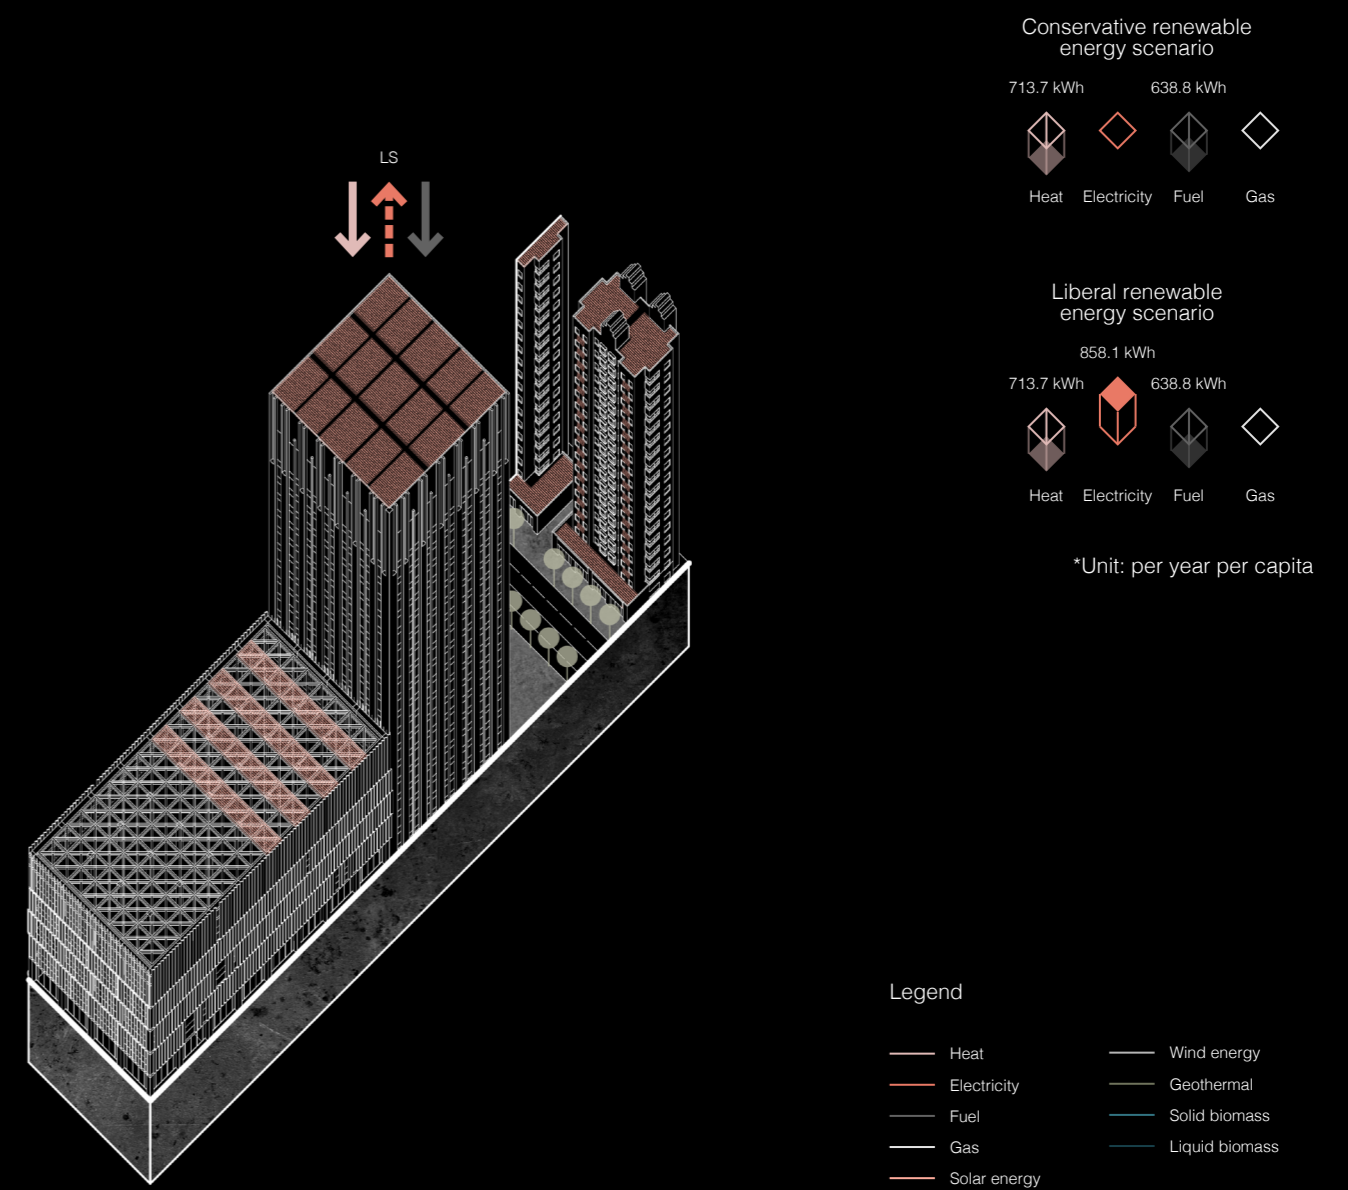 Conservative renewable
energy scenario
713.7 kWh
638.8 kWh
Heat
Electricity
Fuel
Gas
LS
Liberal renewable
energy scenario
858.1 kWh
713.7 kWh
638.8 kWh
Heat
Electricity
Fuel
Gas
*Unit: per year per capita
Legend
Heat
Electricity
Fuel
Gas
Solar energy
Wind energy
Geothermal
Solid biomass
Liquid biomass